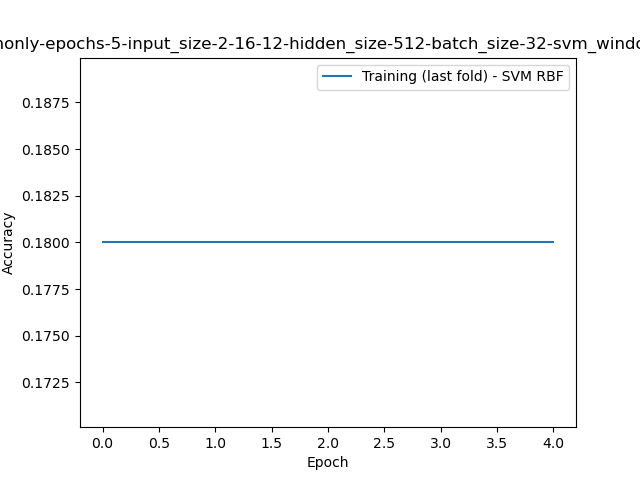 nonly-epochs-5-input_size-2-16-12-hidden_size-512-batch_size-32-svm_windo
Training (last fold) - SVM RBF
0.1875
0.1850
0.1825
0.1800
0.1775
0.1750
0.1725
Accuracy
0.0 0.5 1.0 1.5 2.0 2.5 3.0 3.5 4.0
Epoch